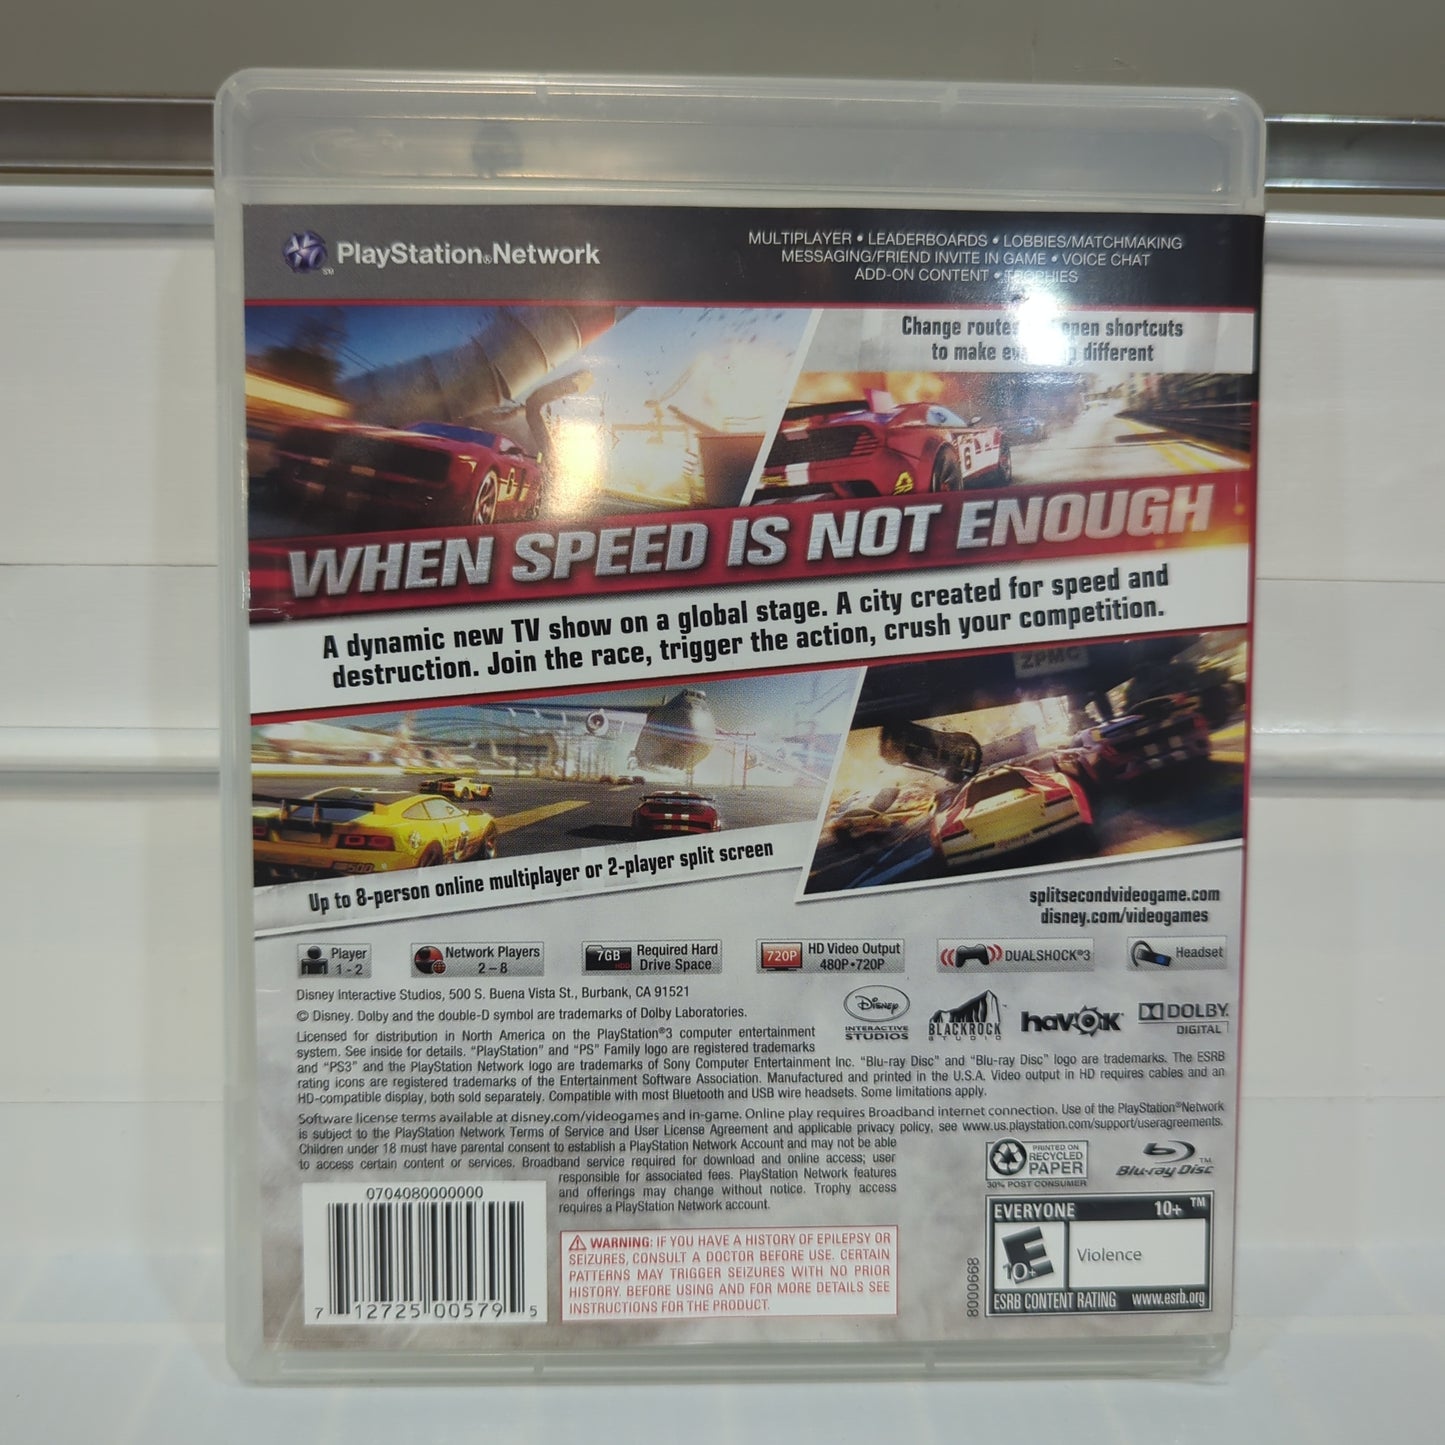 PlayStation®Network
SM
MULTIPLAYER • LEADERBOARDS • LOBBIES/MATCHMAKING
MESSAGING/FRIEND INVITE IN GAME • VOICE CHAT
ADD-ON CONTENT • TROPHIES
Change routes open shortcuts
to make different
6
WHEN SPEED IS NOT ENOUGH
A dynamic new TV show on a global stage. A city created for speed and
destruction. Join the race, trigger the action, crush your competition.
ZPMC
500
Up to 8-person online multiplayer or 2-player split screen
splitsecondvideogame.com
disney.com/videogames
Player
1 - 2
Network Players
2 – 8
7GB
HDD
Required Hard
Drive Space
720P
HD Video Output
480P•720P
DUALSHOCK®3
Headset
Disney Interactive Studios, 500 S. Buena Vista St., Burbank, CA 91521
© Disney. Dolby and the double-D symbol are trademarks of Dolby Laboratories.
Disney
INTERACTIVE
STUDIOS
BLACKROCK
STUDIO
havok
DOLBY
DIGITAL
Licensed for distribution in North America on the PlayStation®3 computer entertainment
system. See inside for details. “PlayStation” and “PS” Family logo are registered trademarks
and “PS3” and the PlayStation Network logo are trademarks of Sony Computer Entertainment Inc. “Blu-ray Disc” and “Blu-ray Disc” logo are trademarks. The ESRB
rating icons are registered trademarks of the Entertainment Software Association. Manufactured and printed in the U.S.A. Video output in HD requires cables and an
HD-compatible display, both sold separately. Compatible with most Bluetooth and USB wire headsets. Some limitations apply.
Software license terms available at disney.com/videogames and in-game. Online play requires Broadband internet connection. Use of the PlayStation®Network
is subject to the PlayStation Network Terms of Service and User License Agreement and applicable privacy policy, see www.us.playstation.com/support/useragreements.
Children under 18 must have parental consent to establish a PlayStation Network Account and may not be able
to access certain content or services. Broadband service required for download and online access; user
responsible for associated fees. PlayStation Network features
and offerings may change without notice. Trophy access
requires a PlayStation Network account.
PRINTED ON
RECYCLED
PAPER
30% POST CONSUMER
Blu-ray Disc™
0704080000000
7 12725 00579 5
WARNING: IF YOU HAVE A HISTORY OF EPILEPSY OR
SEIZURES, CONSULT A DOCTOR BEFORE USE. CERTAIN
PATTERNS MAY TRIGGER SEIZURES WITH NO PRIOR
HISTORY. BEFORE USING AND FOR MORE DETAILS SEE
INSTRUCTIONS FOR THE PRODUCT.
8000668
EVERYONE 10+ ™
E
10+
Violence
ESRB CONTENT RATING www.esrb.org